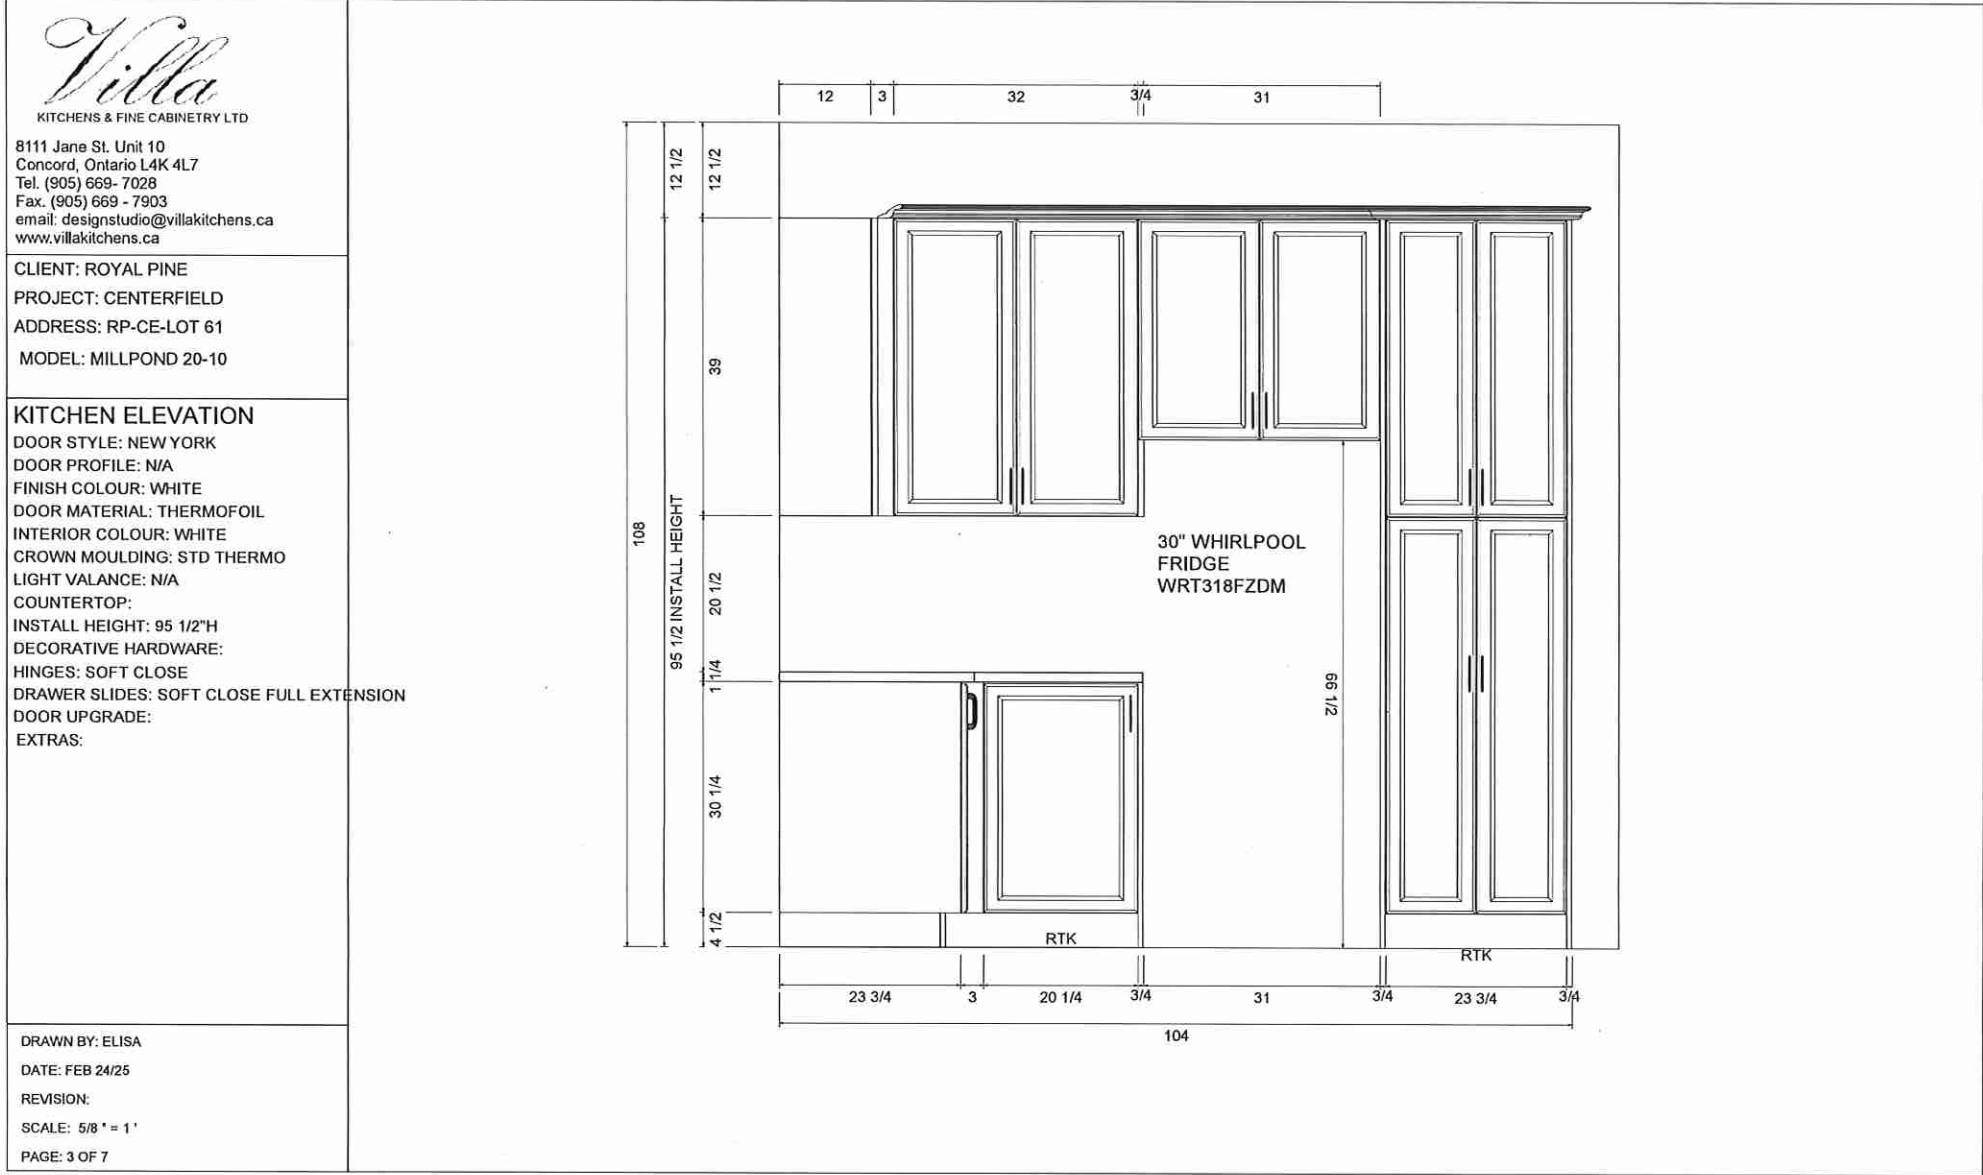 Villa
KITCHENS & FINE CABINETRY LTD
8111 Jane St. Unit 10
Concord, Ontario L4K 4L7
Tel. (905) 669- 7028
Fax. (905) 669 - 7903
email: designstudio@villakitchens.ca
www.villakitchens.ca
CLIENT: ROYAL PINE
PROJECT: CENTERFIELD
ADDRESS: RP-CE-LOT 61
MODEL: MILLPOND 20-10
KITCHEN ELEVATION
DOOR STYLE: NEW YORK
DOOR PROFILE: N/A
FINISH COLOUR: WHITE
DOOR MATERIAL: THERMOFOIL
INTERIOR COLOUR: WHITE
CROWN MOULDING: STD THERMO
LIGHT VALANCE: N/A
COUNTERTOP:
INSTALL HEIGHT: 95 1/2"H
DECORATIVE HARDWARE:
HINGES: SOFT CLOSE
DRAWER SLIDES: SOFT CLOSE FULL EXTENSION
DOOR UPGRADE:
EXTRAS:
DRAWN BY: ELISA
DATE: FEB 24/25
REVISION:
SCALE: 5/8 " = 1 '
PAGE: 3 OF 7
12 3 32 3/4 31
12 1/2
12 1/2
39
108
95 1/2 INSTALL HEIGHT
20 1/2
1 1/4
30 1/4
4 1/2
30" WHIRLPOOL
FRIDGE
WRT318FZDM
66 1/2
RTK
RTK
23 3/4 3 20 1/4 3/4 31 3/4 23 3/4 3/4
104